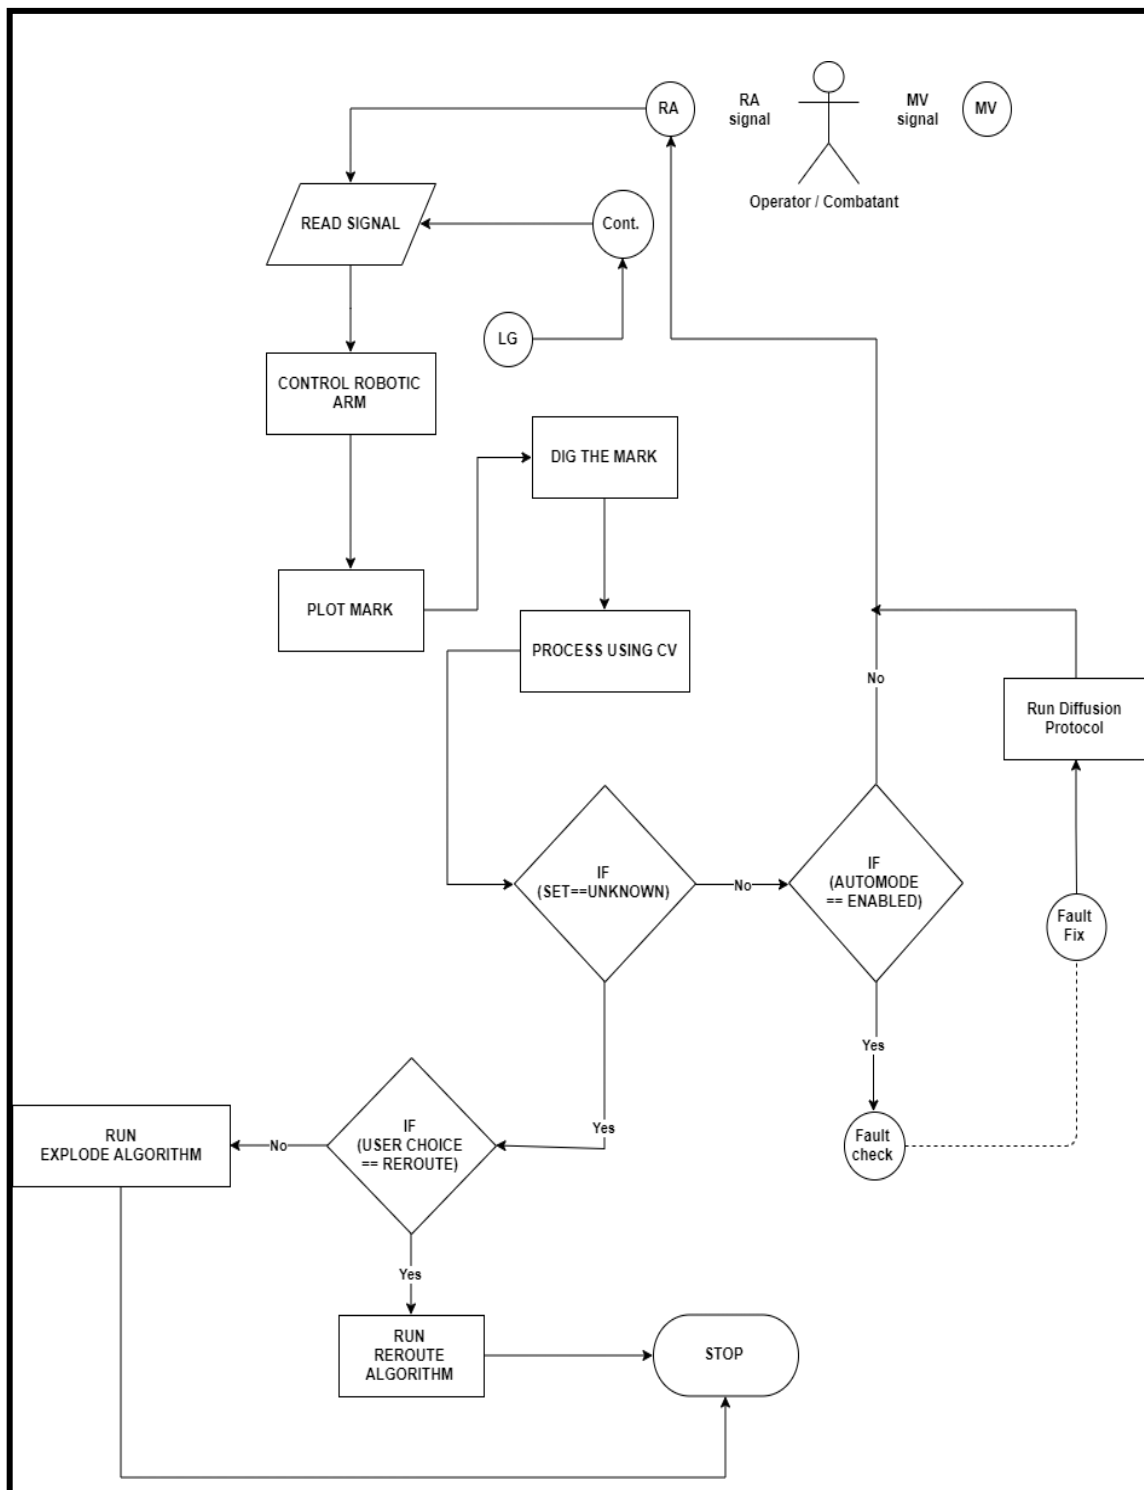 RA
RA
signal
MV
signal
MV
Operator / Combatant
READ SIGNAL
Cont.
LG
CONTROL ROBOTIC
ARM
DIG THE MARK
PLOT MARK
PROCESS USING CV
No
Run Diffusion
Protocol
IF
(SET==UNKNOWN)
No
IF
(AUTOMODE
== ENABLED)
Fault
Fix
Yes
Yes
Fault
check
IF
(USER CHOICE
== REROUTE)
No
RUN
EXPLODE ALGORITHM
Yes
RUN
REROUTE
ALGORITHM
STOP